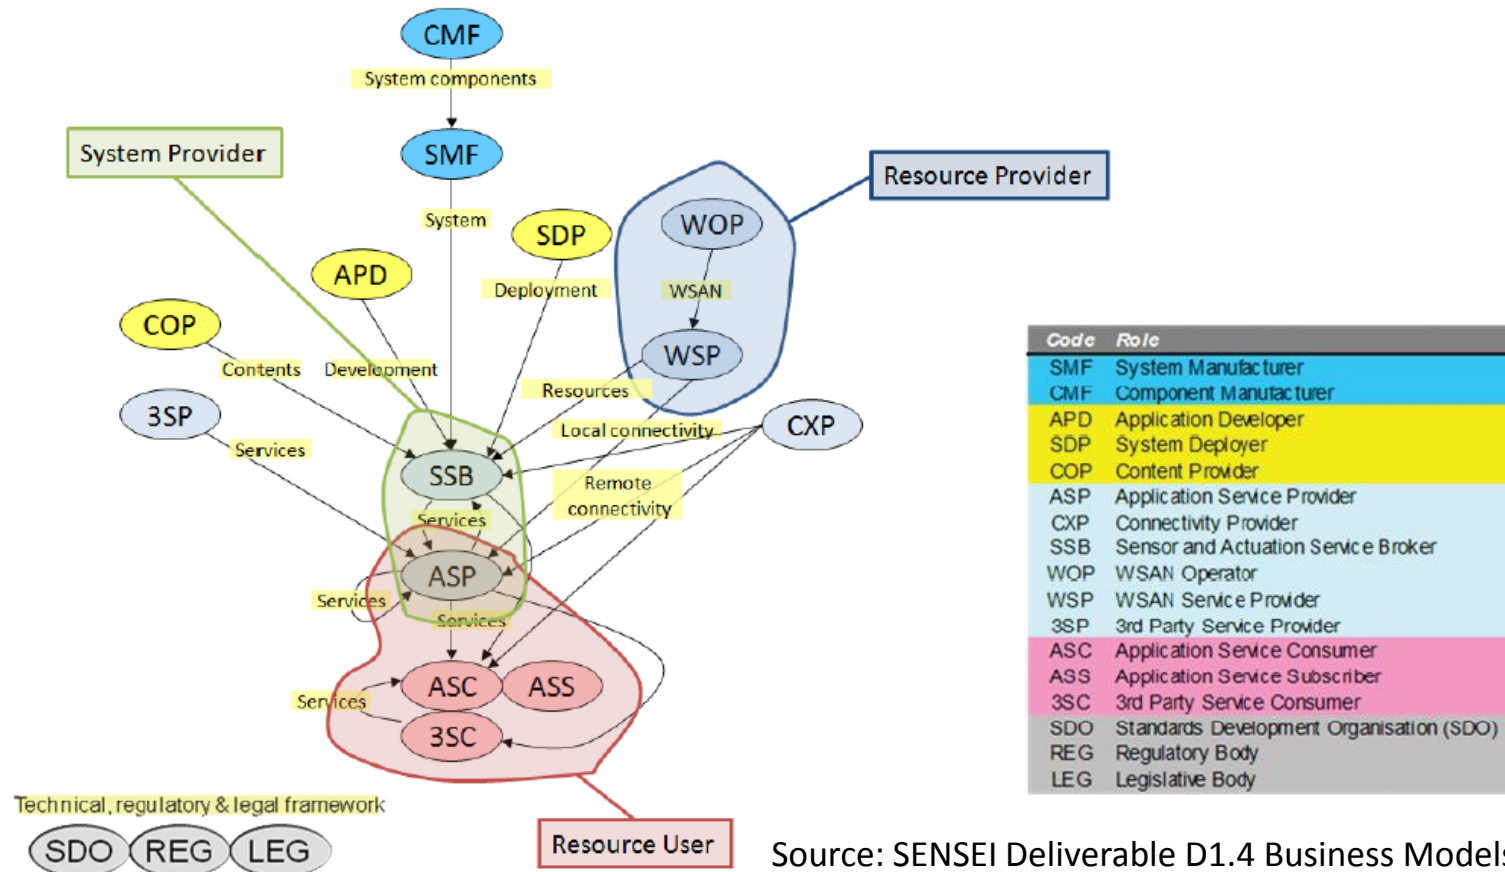 CMF
System components
System Provider
SMF
Resource Provider
System
SDP
WOP
APD
Deployment
WSAN
COP
WSP
Contents
Development
Resources
3SP
Local connectivity
CXP
Services
SSB
Remote
connectivity
Services
ASP
Services
Services
ASC
ASS
Services
3SC
Technical, regulatory & legal framework
SDO
REG
LEG
Resource User
Code Role
SMF System Manufacturer
CMF Component Manufacturer
APD Application Developer
SDP System Deployer
COP Content Provider
ASP Application Service Provider
CXP Connectivity Provider
SSB Sensor and Actuation Service Broker
WOP WSAN Operator
WSP WSAN Service Provider
3SP 3rd Party Service Provider
ASC Application Service Consumer
ASS Application Service Subscriber
3SC 3rd Party Service Consumer
SDO Standards Development Organisation (SDO)
REG Regulatory Body
LEG Legislative Body
Source: SENSEI Deliverable D1.4 Business Models